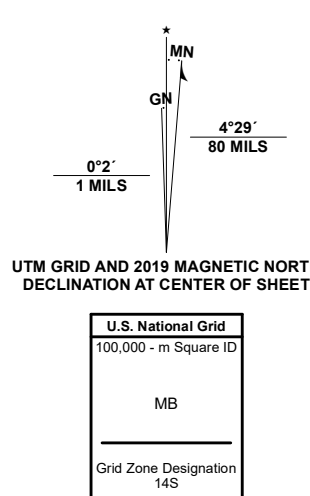 MN
GN
4°29´
80 MILS
0°2´
1 MILS
UTM GRID AND 2019 MAGNETIC NORT
DECLINATION AT CENTER OF SHEET
U.S. National Grid
100,000 - m Square ID
MB
Grid Zone Designation
14S